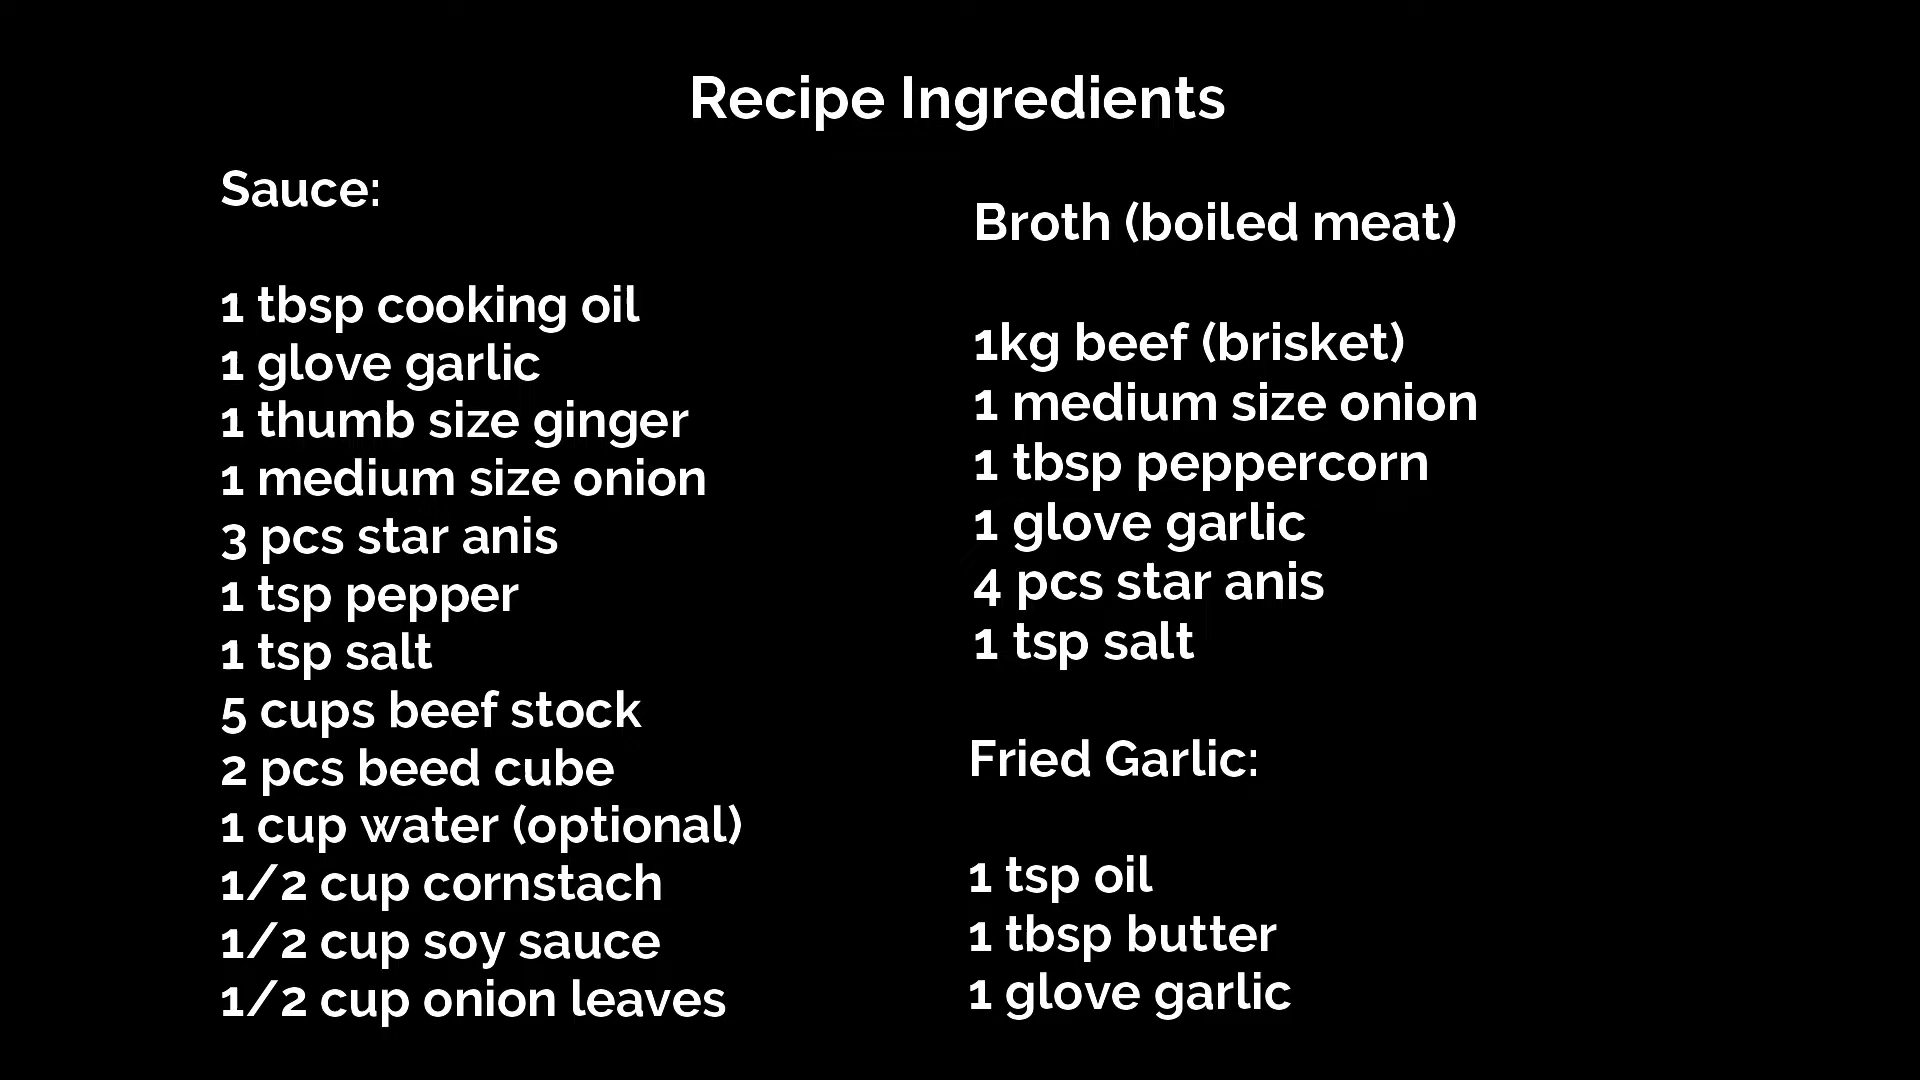 Recipe Ingredients
Sauce:
1 tbsp cooking oil
1 glove garlic
1 thumb size ginger
1 medium size onion
3 pcs star anis
1 tsp pepper
1 tsp salt
5 cups beef stock
2 pcs beed cube
1 cup water (optional)
1/2 cup cornstach
1/2 cup soy sauce
1/2 cup onion leaves
Broth (boiled meat)
1kg beef (brisket)
1 medium size onion
1 tbsp peppercorn
1 glove garlic
4 pcs star anis
1 tsp salt
Fried Garlic:
1 tsp oil
1 tbsp butter
1 glove garlic